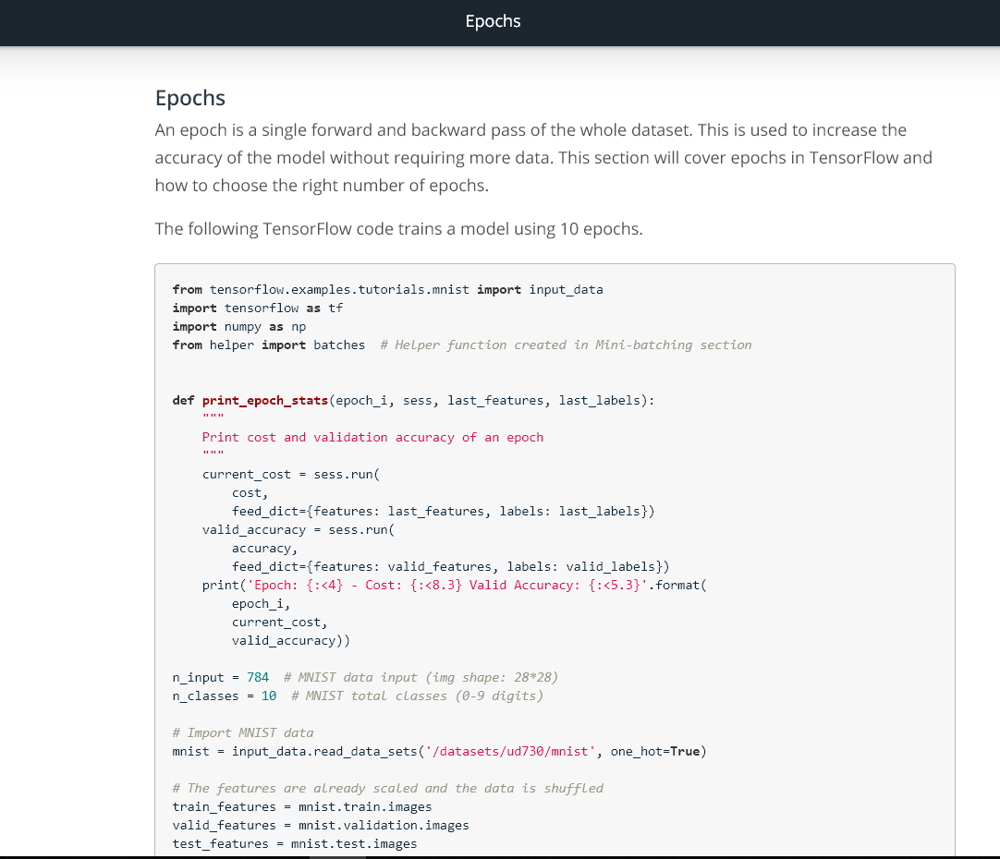 Epochs
Epochs
An epoch is a single forward and backward pass of the whole dataset. This is used to increase the
accuracy of the model without requiring more data. This section will cover epochs in TensorFlow and
how to choose the right number of epochs.
The following TensorFlow code trains a model using 10 epochs.
from tensorflow.examples.tutorials.mnist import input_data
import tensorflow as tf
import numpy as np
from helper import batches  # Helper function created in Mini-batching section
def print_epoch_stats(epoch_i, sess, last_features, last_labels):
    """
    Print cost and validation accuracy of an epoch
    """
    current_cost = sess.run(
        cost,
        feed_dict={features: last_features, labels: last_labels})
    valid_accuracy = sess.run(
        accuracy,
        feed_dict={features: valid_features, labels: valid_labels})
    print('Epoch: {:<4} - Cost: {:<8.3} Valid Accuracy: {:<5.3}'.format(
        epoch_i,
        current_cost,
        valid_accuracy))
n_input = 784  # MNIST data input (img shape: 28*28)
n_classes = 10  # MNIST total classes (0-9 digits)
# Import MNIST data
mnist = input_data.read_data_sets('/datasets/ud730/mnist', one_hot=True)
# The features are already scaled and the data is shuffled
train_features = mnist.train.images
valid_features = mnist.validation.images
test_features = mnist.test.images